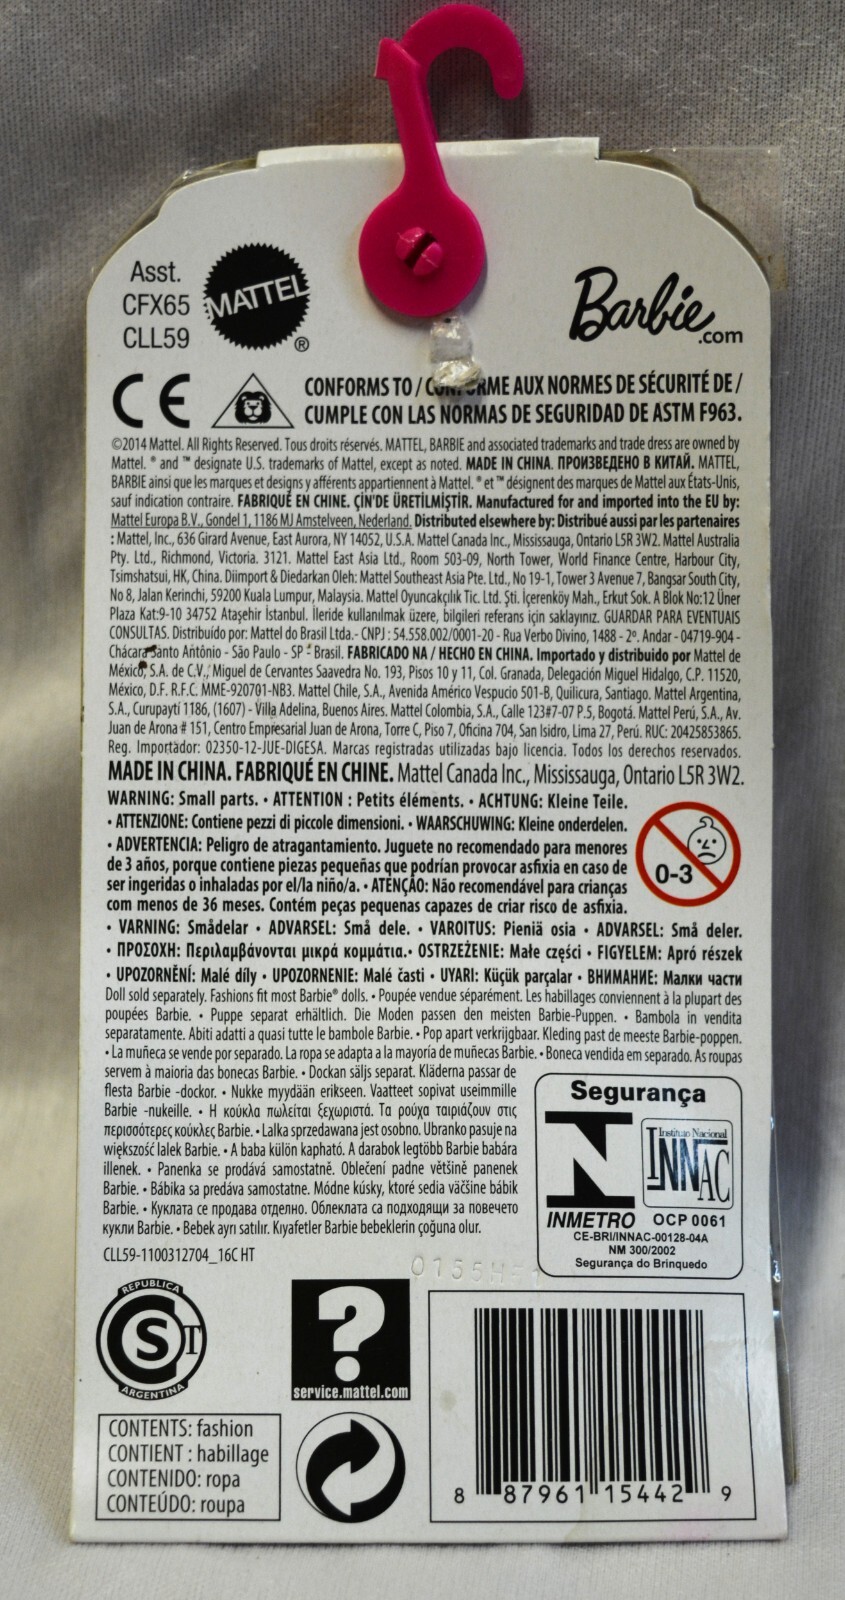 Asst.
CFX65
CLL59
MATTEL
®
Barbie
.com
CE
CONFORMS TO / CONFORME AUX NORMES DE SÉCURITÉ DE /
CUMPLE CON LAS NORMAS DE SEGURIDAD DE ASTM F963.
©2014 Mattel. All Rights Reserved. Tous droits réservés. MATTEL, BARBIE and associated trademarks and trade dress are owned by
Mattel. ® and ™ designate U.S. trademarks of Mattel, except as noted. MADE IN CHINA. ПРОИЗВЕДЕНО В КИТАЙ. MATTEL,
BARBIE ainsi que les marques et designs y afférents appartiennent à Mattel. ® et ™ désignent des marques de Mattel aux États-Unis,
sauf indication contraire. FABRIQUÉ EN CHINE. ÇİN'DE ÜRETİLMİŞTİR. Manufactured for and imported into the EU by:
Mattel Europa B.V., Gondel 1, 1186 MJ Amstelveen, Nederland. Distributed elsewhere by: Distribué aussi par les partenaires
: Mattel, Inc., 636 Girard Avenue, East Aurora, NY 14052, U.S.A. Mattel Canada Inc., Mississauga, Ontario L5R 3W2. Mattel Australia
Pty. Ltd., Richmond, Victoria. 3121. Mattel East Asia Ltd., Room 503-09, North Tower, World Finance Centre, Harbour City,
Tsimshatsui, HK, China. Diimport & Diedarkan Oleh: Mattel Southeast Asia Pte. Ltd., No 19-1, Tower 3 Avenue 7, Bangsar South City,
No 8, Jalan Kerinchi, 59200 Kuala Lumpur, Malaysia. Mattel Oyuncakçılık Tic. Ltd. Şti. İçerenköy Mah., Erkut Sok. A Blok No:12 Üner
Plaza Kat:9-10 34752 Ataşehir İstanbul. İleride kullanılmak üzere, bilgileri referans için saklayınız. GUARDAR PARA EVENTUAIS
CONSULTAS. Distribuído por: Mattel do Brasil Ltda.- CNPJ : 54.558.002/0001-20 - Rua Verbo Divino, 1488 - 2º. Andar - 04719-904 -
Chácara Santo Antônio - São Paulo - SP - Brasil. FABRICADO NA / HECHO EN CHINA. Importado y distribuido por Mattel de
México, S.A. de C.V., Miguel de Cervantes Saavedra No. 193, Pisos 10 y 11, Col. Granada, Delegación Miguel Hidalgo, C.P. 11520,
México, D.F. R.F.C. MME-920701-NB3. Mattel Chile, S.A., Avenida Américo Vespucio 501-B, Quilicura, Santiago. Mattel Argentina,
S.A., Curupaytí 1186, (1607) - Villa Adelina, Buenos Aires. Mattel Colombia, S.A., Calle 123#7-07 P.5, Bogotá. Mattel Perú, S.A., Av.
Juan de Arona # 151, Centro Empresarial Juan de Arona, Torre C, Piso 7, Oficina 704, San Isidro, Lima 27, Perú. RUC: 20425853865.
Reg. Importador: 02350-12-JUE-DIGESA. Marcas registradas utilizadas bajo licencia. Todos los derechos reservados.
MADE IN CHINA. FABRIQUÉ EN CHINE. Mattel Canada Inc., Mississauga, Ontario L5R 3W2.
WARNING: Small parts. • ATTENTION : Petits éléments. • ACHTUNG: Kleine Teile.
• ATTENZIONE: Contiene pezzi di piccole dimensioni. • WAARSCHUWING: Kleine onderdelen.
• ADVERTENCIA: Peligro de atragantamiento. Juguete no recomendado para menores
de 3 años, porque contiene piezas pequeñas que podrían provocar asfixia en caso de
ser ingeridas o inhaladas por el/la niño/a. • ATENÇÃO: Não recomendável para crianças
com menos de 36 meses. Contém peças pequenas capazes de criar risco de asfixia.
0-3
• VARNING: Smådelar • ADVARSEL: Små dele. • VAROITUS: Pieniä osia • ADVARSEL: Små deler.
• ΠΡΟΣΟΧΗ: Περιλαμβάνονται μικρά κομμάτια.• OSTRZEŻENIE: Małe części • FIGYELEM: Apró részek
• UPOZORNĚNÍ: Malé díly • UPOZORNENIE: Malé časti • UYARI: Küçük parçalar • ВНИМАНИЕ: Малки части
Doll sold separately. Fashions fit most Barbie® dolls. • Poupée vendue séparément. Les habillages conviennent à la plupart des
poupées Barbie. • Puppe separat erhältlich. Die Moden passen den meisten Barbie-Puppen. • Bambola in vendita
separatamente. Abiti adatti a quasi tutte le bambole Barbie. • Pop apart verkrijgbaar. Kleding past de meeste Barbie-poppen.
• La muñeca se vende por separado. La ropa se adapta a la mayoría de muñecas Barbie. • Boneca vendida em separado. As roupas
servem à maioria das bonecas Barbie. • Dockan säljs separat. Kläderna passar de
flesta Barbie -dockor. • Nukke myydään erikseen. Vaatteet sopivat useimmille
Barbie -nukeille. • Η κούκλα πωλείται ξεχωριστά. Τα ρούχα ταιριάζουν στις
περισσότερες κούκλες Barbie. • Lalka sprzedawana jest osobno. Ubranko pasuje na
większość lalek Barbie. • A baba külön kapható. A darabok legtöbb Barbie babára
illenek. • Panenka se prodává samostatně. Oblečení padne většině panenek
Barbie. • Bábika sa predáva samostatne. Módne kúsky, ktoré sedia väčšine bábik
Barbie. • Куклата се продава отделно. Облеклата са подходящи за повечето
кукли Barbie. • Bebek ayrı satılır. Kıyafetler Barbie bebeklerin çoğuna olur.
CLL59-1100312704_16C HT
Segurança
INMETRO
Instituto Nacional
INNAC
OCP 0061
CE-BRI/INNAC-00128-04A
NM 300/2002
Segurança do Brinquedo
REPUBLICA
S T
ARGENTINA
?
service.mattel.com
CONTENTS: fashion
CONTIENT : habillage
CONTENIDO: ropa
CONTEÚDO: roupa
8 87961 15442 9